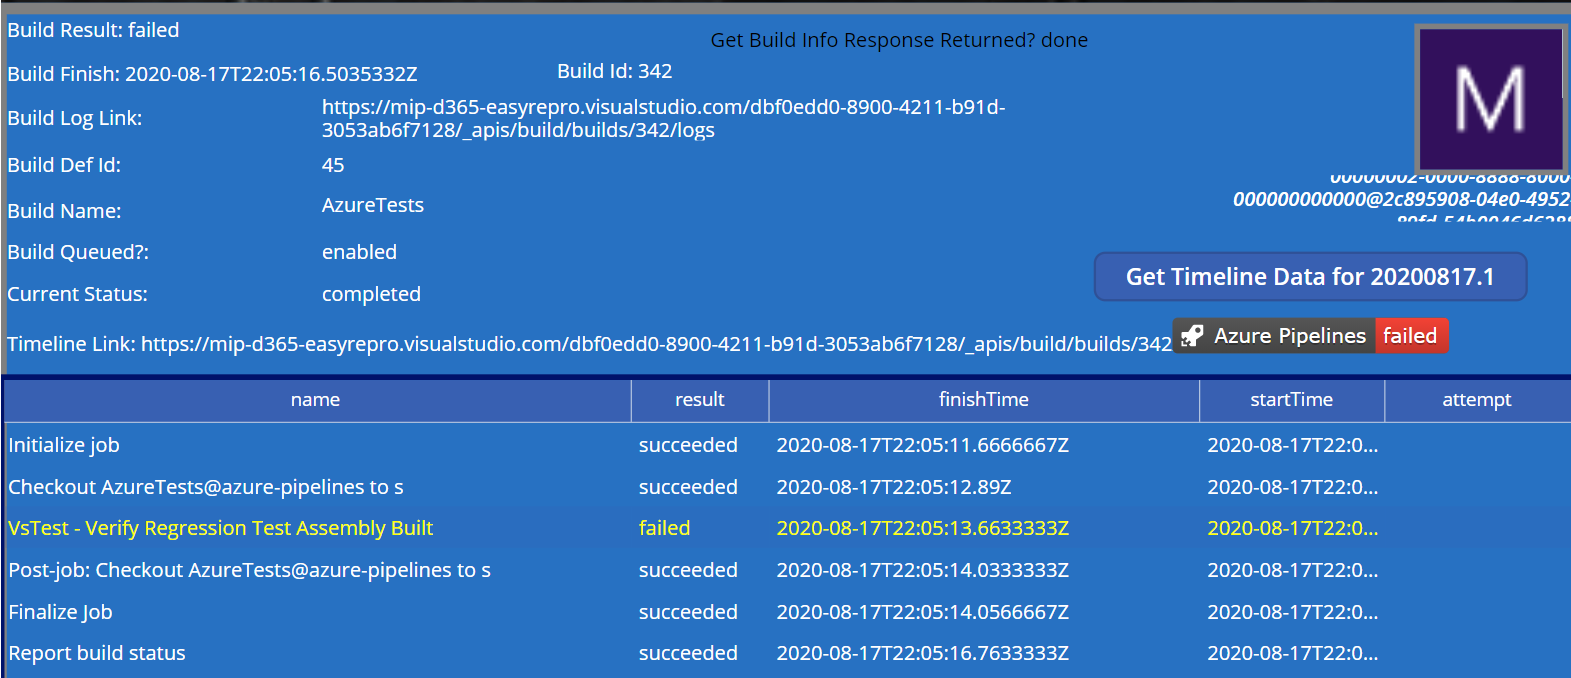 Build Result: failed
Get Build Info Response Returned? done
Build Finish: 2020-08-17T22:05:16.5035332Z
Build Id: 342
Build Log Link:
https://mip-d365-easyrepro.visualstudio.com/dbf0edd0-8900-4211-b91d-
3053ab6f7128/_apis/build/builds/342/logs
M
Build Def Id:
45
00000002-0000-8888-8000-
000000000000@2c895908-04e0-4952-
Build Name:
AzureTests
Build Queued?:
enabled
Get Timeline Data for 20200817.1
Current Status:
completed
Timeline Link: https://mip-d365-easyrepro.visualstudio.com/dbf0edd0-8900-4211-b91d-3053ab6f7128/_apis/build/builds/342
Azure Pipelines failed
name result finishTime startTime attempt
Initialize job succeeded 2020-08-17T22:05:11.6666667Z 2020-08-17T22:0...
Checkout AzureTests@azure-pipelines to s succeeded 2020-08-17T22:05:12.89Z 2020-08-17T22:0...
VsTest - Verify Regression Test Assembly Built failed 2020-08-17T22:05:13.6633333Z 2020-08-17T22:0...
Post-job: Checkout AzureTests@azure-pipelines to s succeeded 2020-08-17T22:05:14.0333333Z 2020-08-17T22:0...
Finalize Job succeeded 2020-08-17T22:05:14.0566667Z 2020-08-17T22:0...
Report build status succeeded 2020-08-17T22:05:16.7633333Z 2020-08-17T22:0...